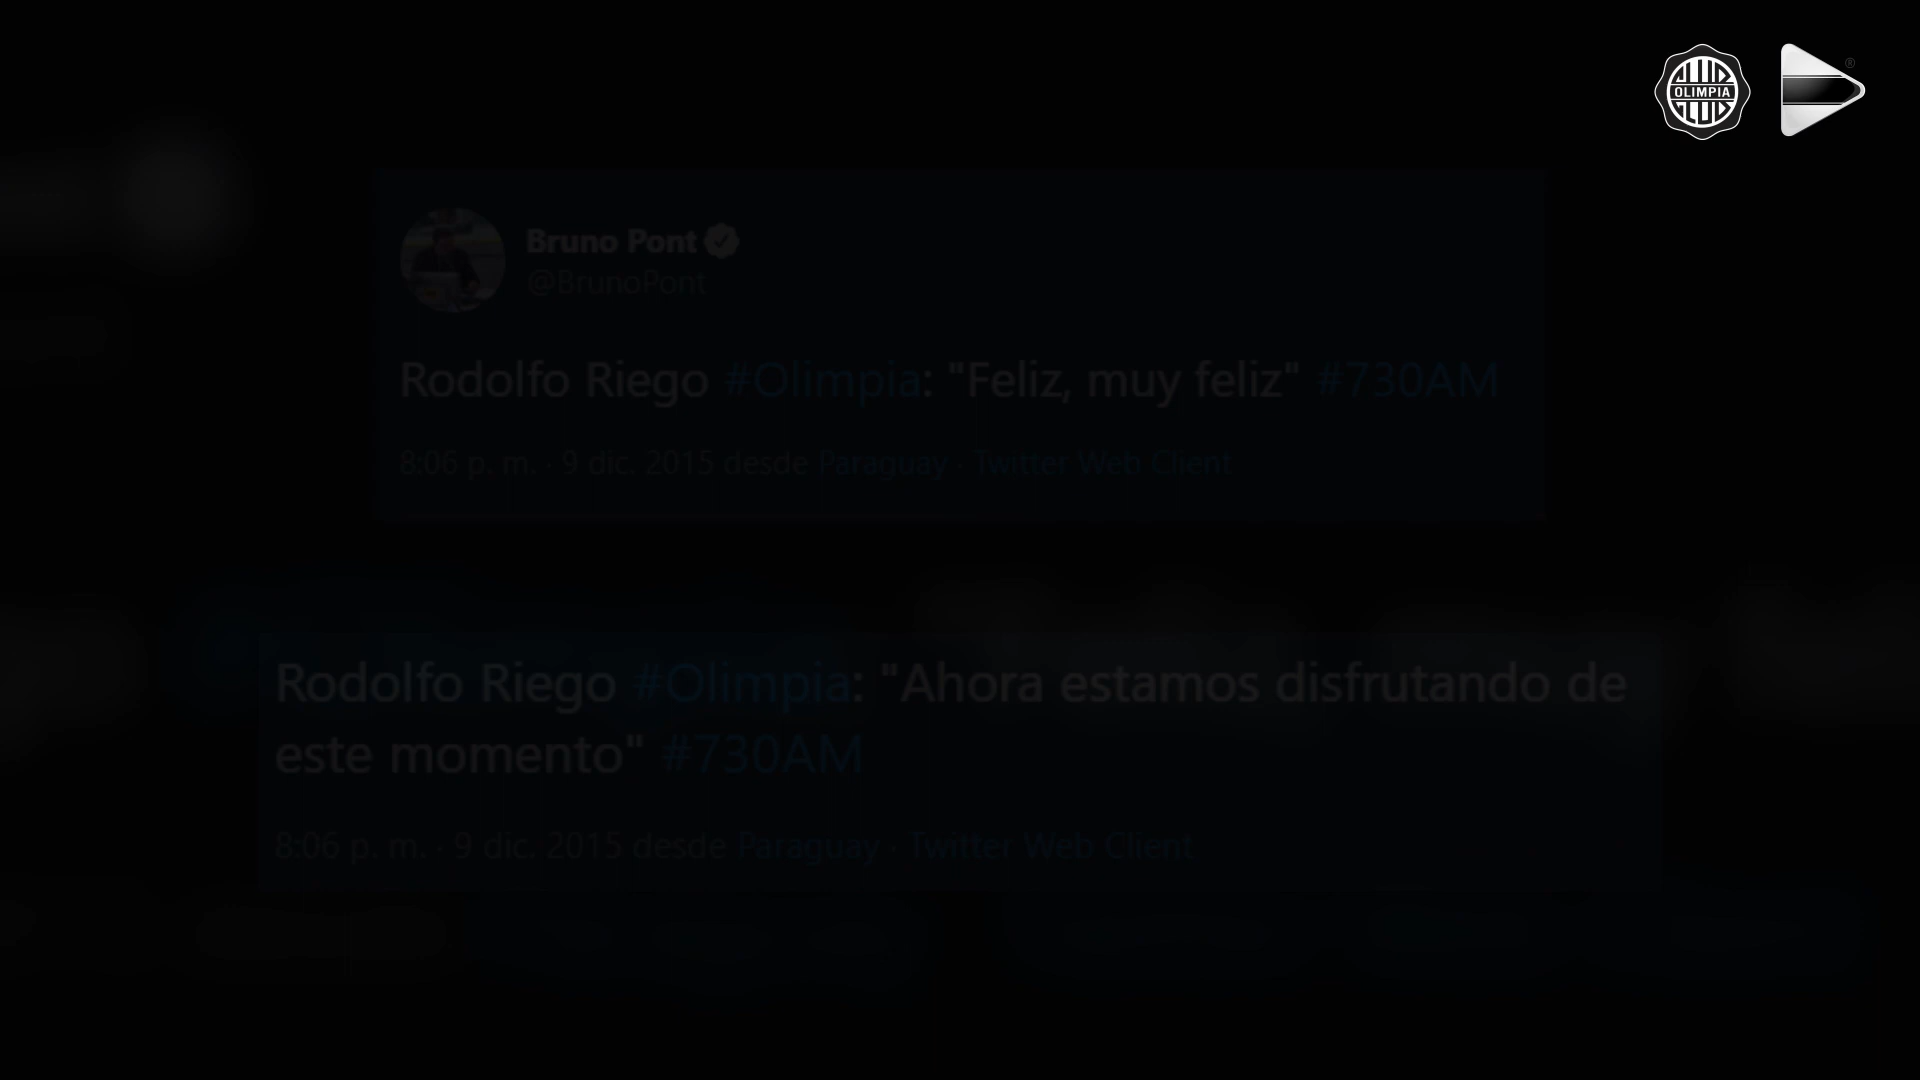 OLIMPIA
®
Bruno Pont
@BrunoPont
Rodolfo Riego #Olimpia: "Feliz, muy feliz" #730AM
8:06 p. m. · 9 dic. 2015 desde Paraguay · Twitter Web Client
Rodolfo Riego #Olimpia: "Ahora estamos disfrutando de
este momento" #730AM
8:06 p. m. · 9 dic. 2015 desde Paraguay · Twitter Web Client